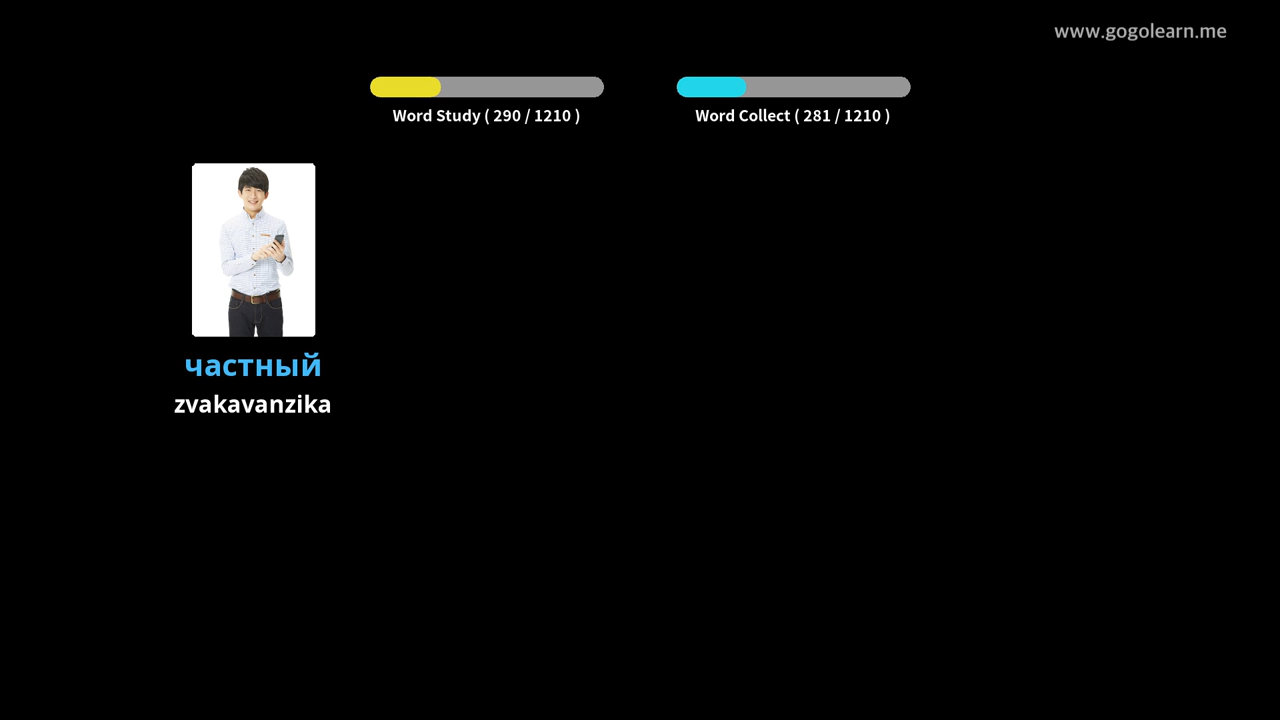 www.gogolearn.me
Word Study ( 290 / 1210 )
Word Collect ( 281 / 1210 )
частный
zvakavanzika